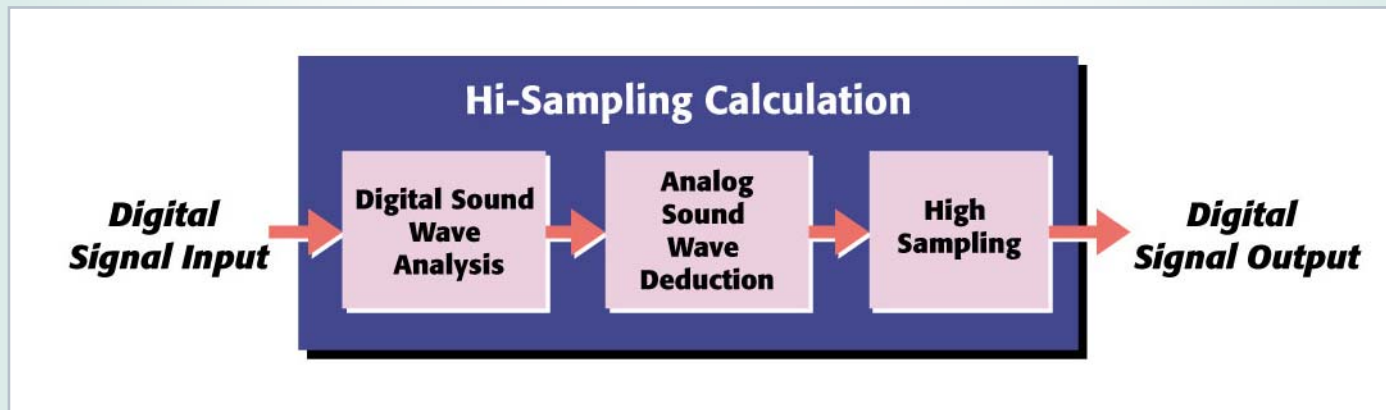 Hi-Sampling Calculation
Digital
Signal Input
Digital Sound
Wave
Analysis
Analog
Sound
Wave
Deduction
High
Sampling
Digital
Signal Output